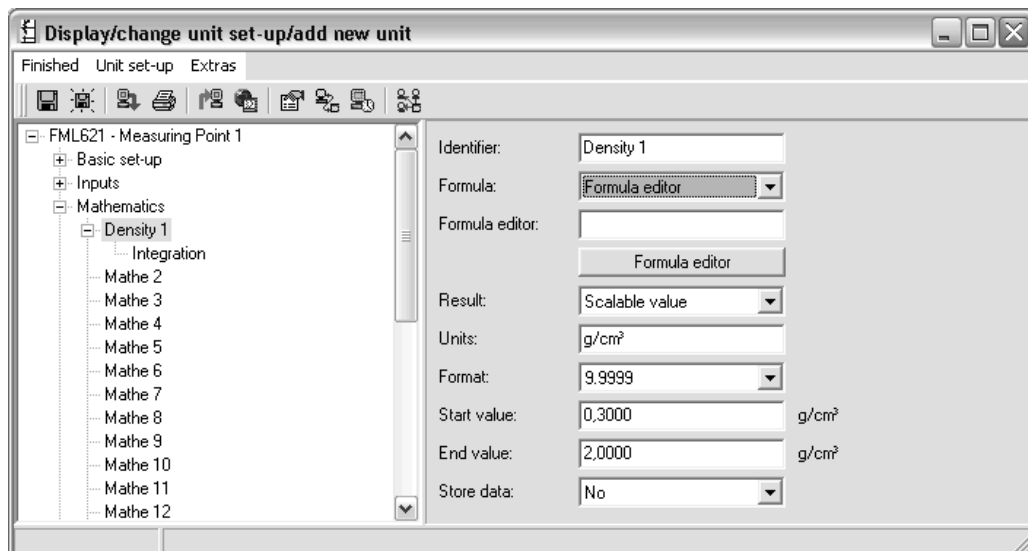 Display/change unit set-up/add new unit
Finished Unit set-up Extras
FML621 - Measuring Point 1
Basic set-up
Inputs
Mathematics
Density 1
Integration
Mathe 2
Mathe 3
Mathe 4
Mathe 5
Mathe 6
Mathe 7
Mathe 8
Mathe 9
Mathe 10
Mathe 11
Mathe 12
Identifier: Density 1
Formula: Formula editor
Formula editor:
Formula editor
Result: Scalable value
Units: g/cm³
Format: 9.9999
Start value: 0,3000 g/cm³
End value: 2,0000 g/cm³
Store data: No